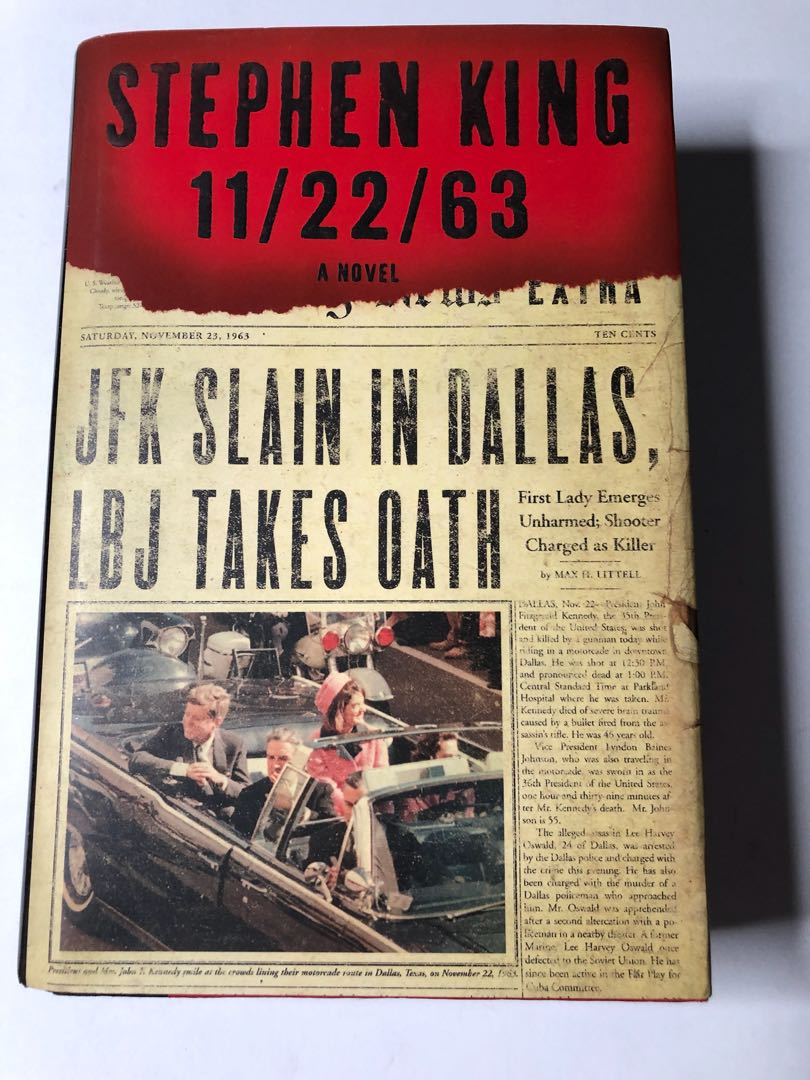 STEPHEN KING
11/22/63
A NOVEL
EXTRA
SATURDAY, NOVEMBER 23, 1963
TEN CENTS
JFK SLAIN IN DALLAS,
LBJ TAKES OATH
First Lady Emerges
Unharmed; Shooter
Charged as Killer
by MAX H. LITTELL
DALLAS, Nov. 22—President John
Fitzgerald Kennedy, the 35th Presi-
dent of the United States, was shot
and killed by a gunman today while
riding in a motorcade in downtown
Dallas. He was shot at 12:30 P.M.
and pronounced dead at 1:00 P.M.
Central Standard Time at Parkland
Hospital where he was taken. Mr.
Kennedy died of severe brain trauma
caused by a bullet fired from the as-
sassin's rifle. He was 46 years old.
Vice President Lyndon Baines
Johnson, who was also traveling in
the motorcade, was sworn in as the
36th President of the United States,
one hour and thirty-nine minutes af-
ter Mr. Kennedy's death. Mr. John-
son is 55.
The alleged assassin Lee Harvey
Oswald, 24 of Dallas, was arrested
by the Dallas police and charged with
the crime this evening. He has also
been charged with the murder of a
Dallas policeman who approached
him. Mr. Oswald was apprehended
after a second altercation with a po-
liceman in a nearby theater. A former
Marine, Lee Harvey Oswald once
defected to the Soviet Union. He has
since been active in the Fair Play for
Cuba Committee.
President and Mrs. John F. Kennedy smile at the crowds lining their motorcade route in Dallas, Texas, on November 22, 1963.